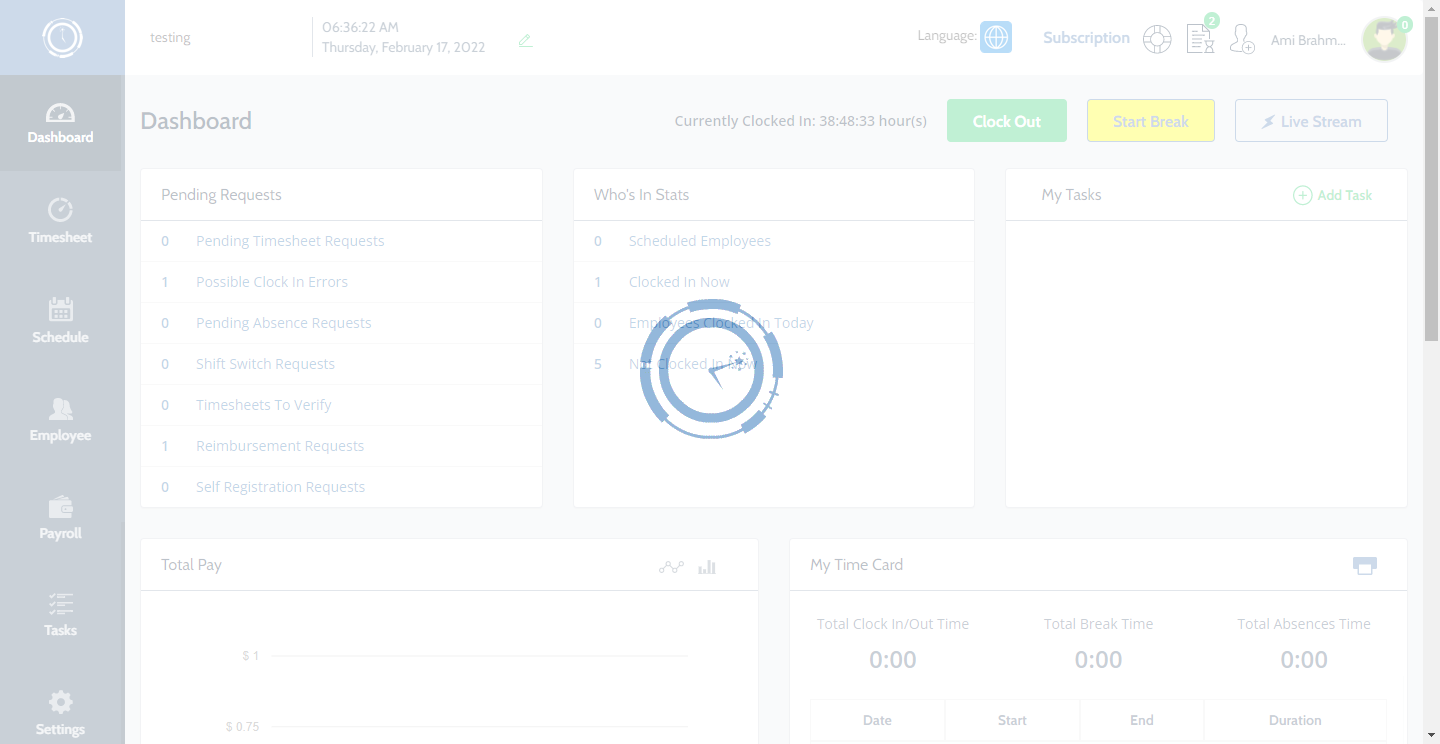 testing
06:36:22 AM
Thursday, February 17, 2022
Language:
Subscription
2
Ami Brahm...
0
Dashboard
Timesheet
Schedule
Employee
Payroll
Tasks
Settings
Dashboard
Currently Clocked In: 38:48:33 hour(s)
Clock Out
Start Break
Live Stream
Pending Requests
0 Pending Timesheet Requests
1 Possible Clock In Errors
0 Pending Absence Requests
0 Shift Switch Requests
0 Timesheets To Verify
1 Reimbursement Requests
0 Self Registration Requests
Who's In Stats
0 Scheduled Employees
1 Clocked In Now
0 Employees Clocked In Today
5 Not Clocked In Now
My Tasks
Add Task
Total Pay
$ 1
$ 0.75
My Time Card
Total Clock In/Out Time Total Break Time Total Absences Time
0:00 0:00 0:00
Date Start End Duration